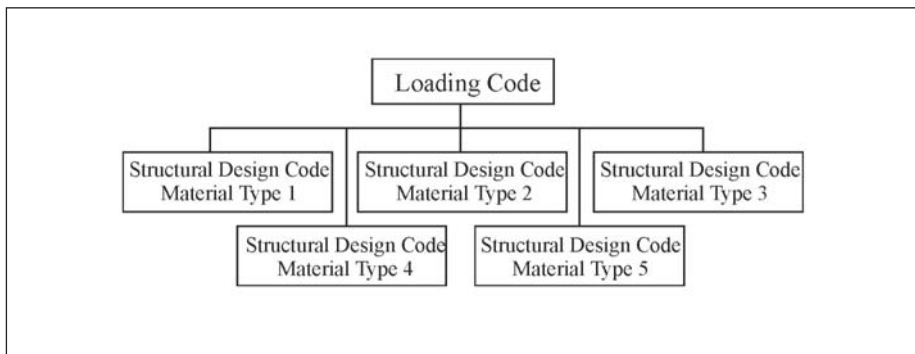 Loading Code
Structural Design Code
Material Type 1
Structural Design Code
Material Type 2
Structural Design Code
Material Type 3
Structural Design Code
Material Type 4
Structural Design Code
Material Type 5